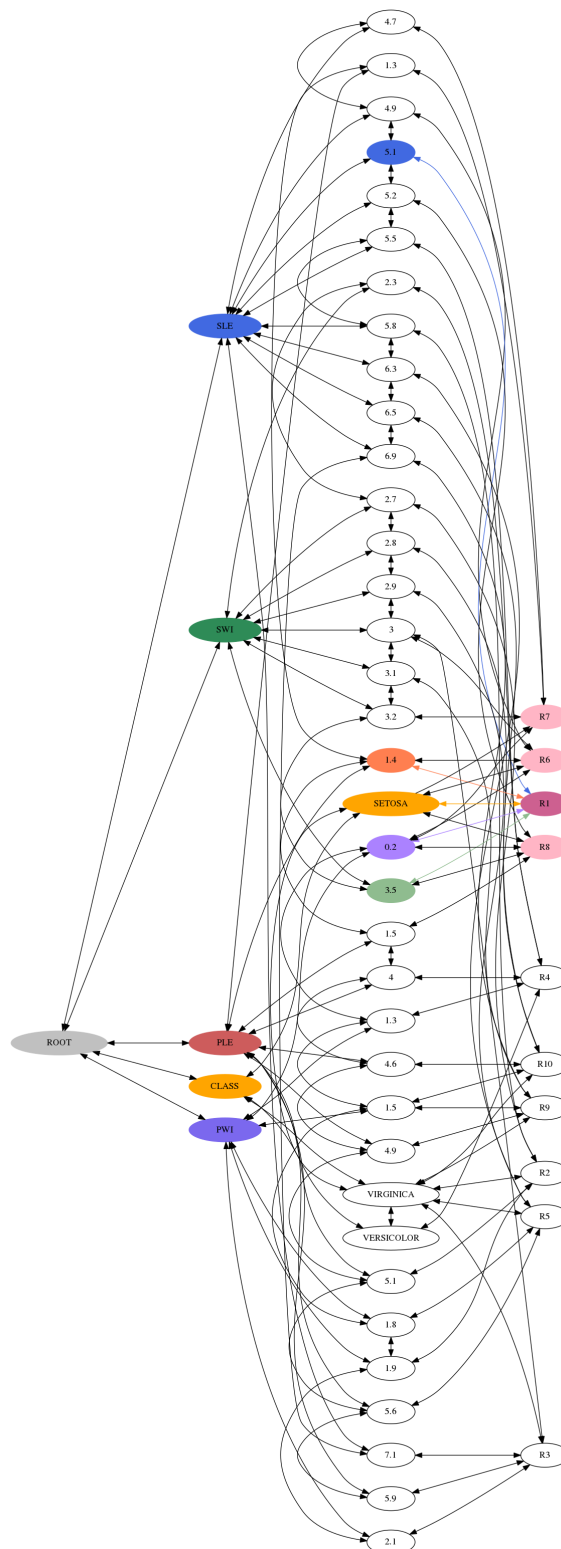 4.7
1.3
4.9
5.1
5.2
5.5
2.3
SLE
5.8
6.3
6.5
6.9
2.7
2.8
2.9
SWI
3
3.1
3.2
R7
1.4
R6
SETOSA
R1
0.2
R8
3.5
1.5
4
R4
1.3
ROOT
PLE
4.6
R10
CLASS
1.5
R9
PWI
4.9
R2
VIRGINICA
R5
VERSICOLOR
5.1
1.8
1.9
5.6
7.1
R3
5.9
2.1